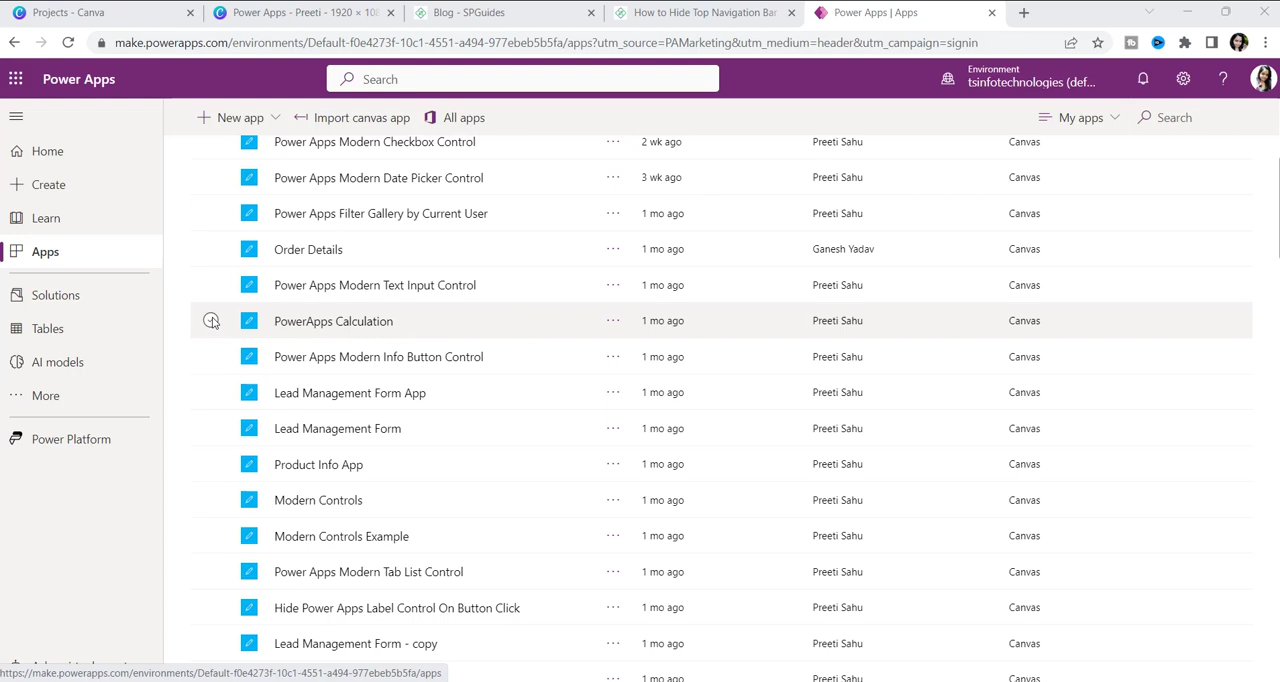 Projects - Canva
Power Apps - Preeti - 1920 × 108
Blog - SPGuides
How to Hide Top Navigation Bar
Power Apps | Apps
make.powerapps.com/environments/Default-f0e4273f-10c1-4551-a494-977ebeb5b5fa/apps?utm_source=PAMarketing&utm_medium=header&utm_campaign=signin
Power Apps
Search
Environment
tsinfotechnologies (def...
New app
Import canvas app
All apps
My apps
Search
Home
Create
Learn
Apps
Solutions
Tables
AI models
More
Power Platform
Power Apps Modern Checkbox Control ... 2 wk ago Preeti Sahu Canvas
Power Apps Modern Date Picker Control ... 3 wk ago Preeti Sahu Canvas
Power Apps Filter Gallery by Current User ... 1 mo ago Preeti Sahu Canvas
Order Details ... 1 mo ago Ganesh Yadav Canvas
Power Apps Modern Text Input Control ... 1 mo ago Preeti Sahu Canvas
PowerApps Calculation ... 1 mo ago Preeti Sahu Canvas
Power Apps Modern Info Button Control ... 1 mo ago Preeti Sahu Canvas
Lead Management Form App ... 1 mo ago Preeti Sahu Canvas
Lead Management Form ... 1 mo ago Preeti Sahu Canvas
Product Info App ... 1 mo ago Preeti Sahu Canvas
Modern Controls ... 1 mo ago Preeti Sahu Canvas
Modern Controls Example ... 1 mo ago Preeti Sahu Canvas
Power Apps Modern Tab List Control ... 1 mo ago Preeti Sahu Canvas
Hide Power Apps Label Control On Button Click ... 1 mo ago Preeti Sahu Canvas
Lead Management Form - copy ... 1 mo ago Preeti Sahu Canvas
1 mo ago Preeti Sahu Canvas
https://make.powerapps.com/environments/Default-f0e4273f-10c1-4551-a494-977ebeb5b5fa/apps